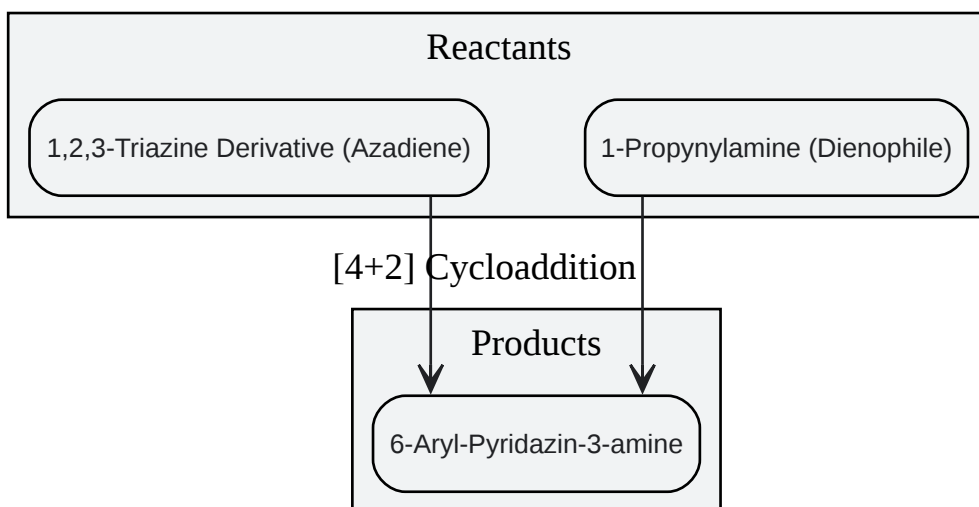 Reactants
1,2,3-Triazine Derivative (Azadiene)
1-Propynylamine (Dienophile)
[4+2] Cycloaddition
Products
6-Aryl-Pyridazin-3-amine